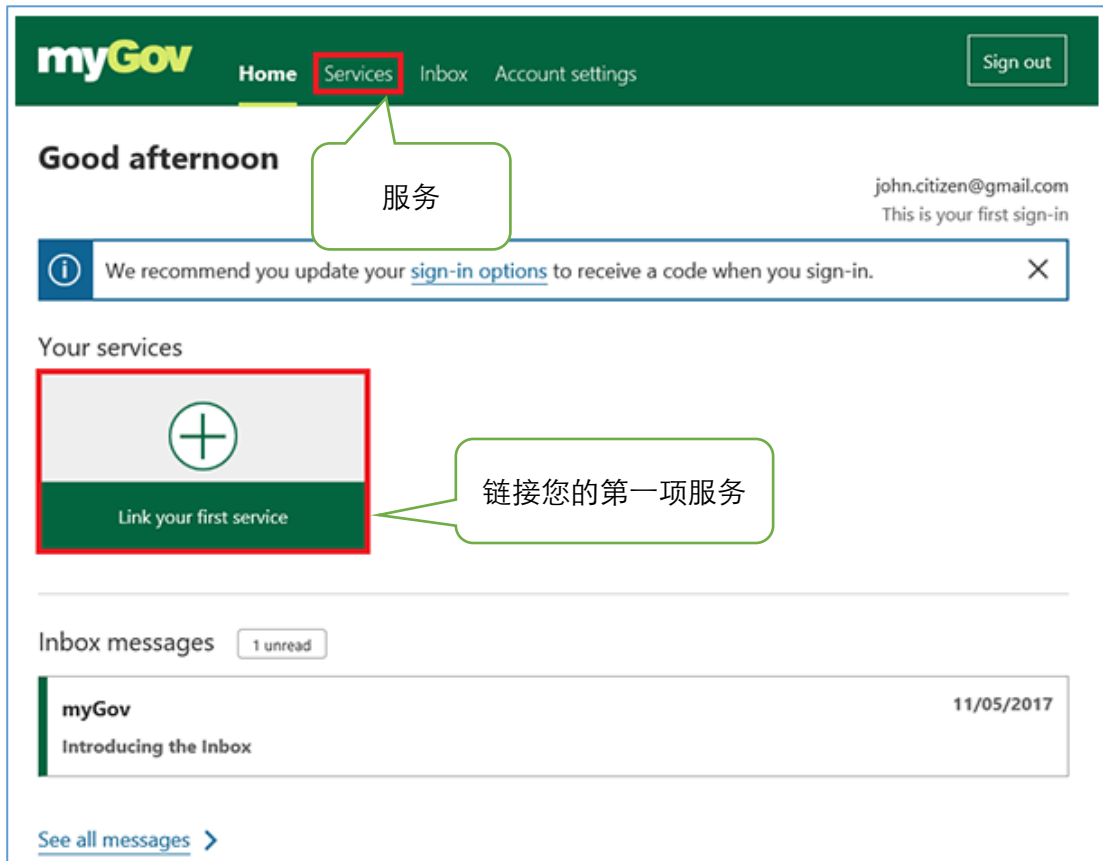 myGov Home Services Inbox Account settings Sign out
Good afternoon
服务
john.citizen@gmail.com
This is your first sign-in
We recommend you update your sign-in options to receive a code when you sign-in.
Your services
Link your first service
链接您的第一项服务
Inbox messages 1 unread
myGov 11/05/2017
Introducing the Inbox
See all messages